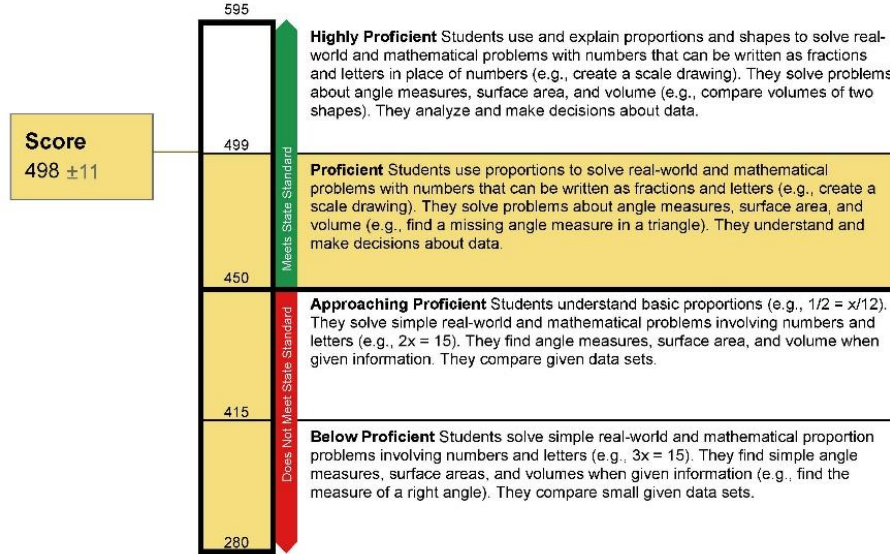 595
Highly Proficient Students use and explain proportions and shapes to solve real-
world and mathematical problems with numbers that can be written as fractions
and letters in place of numbers (e.g., create a scale drawing). They solve problems
about angle measures, surface area, and volume (e.g., compare volumes of two
shapes). They analyze and make decisions about data.
Score
498 ±11
499
Proficient Students use proportions to solve real-world and mathematical
problems with numbers that can be written as fractions and letters (e.g., create a
scale drawing). They solve problems about angle measures, surface area, and
volume (e.g., find a missing angle measure in a triangle). They understand and
make decisions about data.
Meets State Standard
450
Approaching Proficient Students understand basic proportions (e.g., 1/2 = x/12).
They solve simple real-world and mathematical problems involving numbers and
letters (e.g., 2x = 15). They find angle measures, surface area, and volume when
given information. They compare given data sets.
Does Not Meet State Standard
415
Below Proficient Students solve simple real-world and mathematical proportion
problems involving numbers and letters (e.g., 3x = 15). They find simple angle
measures, surface areas, and volumes when given information (e.g., find the
measure of a right angle). They compare small given data sets.
280